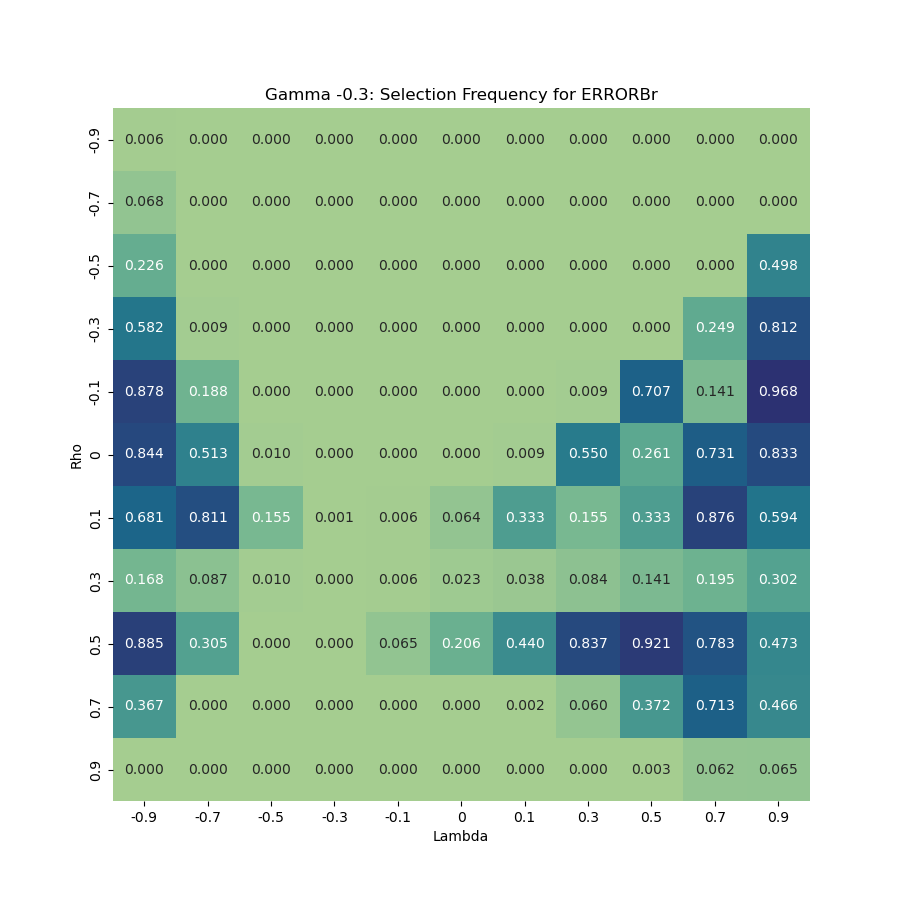 Gamma -0.3: Selection Frequency for ERRORBr
-0.9 0.006 0.000 0.000 0.000 0.000 0.000 0.000 0.000 0.000 0.000 0.000
-0.7 0.068 0.000 0.000 0.000 0.000 0.000 0.000 0.000 0.000 0.000 0.000
-0.5 0.226 0.000 0.000 0.000 0.000 0.000 0.000 0.000 0.000 0.000 0.498
-0.3 0.582 0.009 0.000 0.000 0.000 0.000 0.000 0.000 0.000 0.249 0.812
-0.1 0.878 0.188 0.000 0.000 0.000 0.000 0.000 0.009 0.707 0.141 0.968
0 0.844 0.513 0.010 0.000 0.000 0.000 0.009 0.550 0.261 0.731 0.833
0.1 0.681 0.811 0.155 0.001 0.006 0.064 0.333 0.155 0.333 0.876 0.594
0.3 0.168 0.087 0.010 0.000 0.006 0.023 0.038 0.084 0.141 0.195 0.302
0.5 0.885 0.305 0.000 0.000 0.065 0.206 0.440 0.837 0.921 0.783 0.473
0.7 0.367 0.000 0.000 0.000 0.000 0.000 0.002 0.060 0.372 0.713 0.466
0.9 0.000 0.000 0.000 0.000 0.000 0.000 0.000 0.000 0.003 0.062 0.065
-0.9 -0.7 -0.5 -0.3 -0.1 0 0.1 0.3 0.5 0.7 0.9
Lambda
Rho